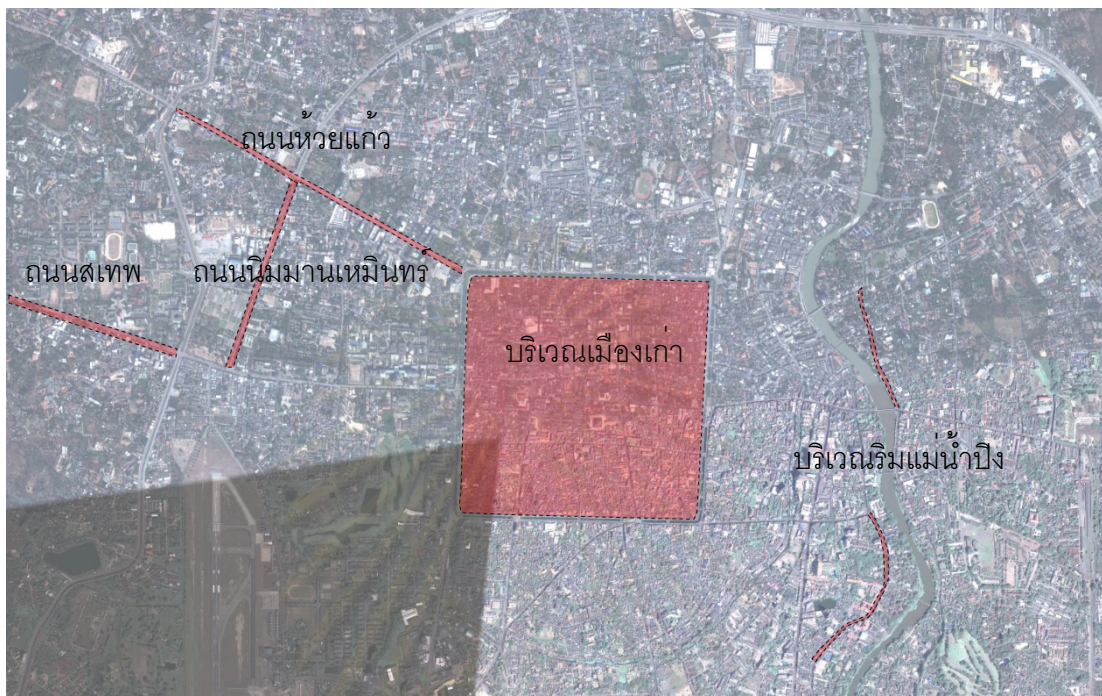 ถนนห้วยแก้ว
ถนนสเทพ
ถนนนิมมานเหมินทร์
บริเวณเมืองเก่า
บริเวณริมแม่น้ำปิง